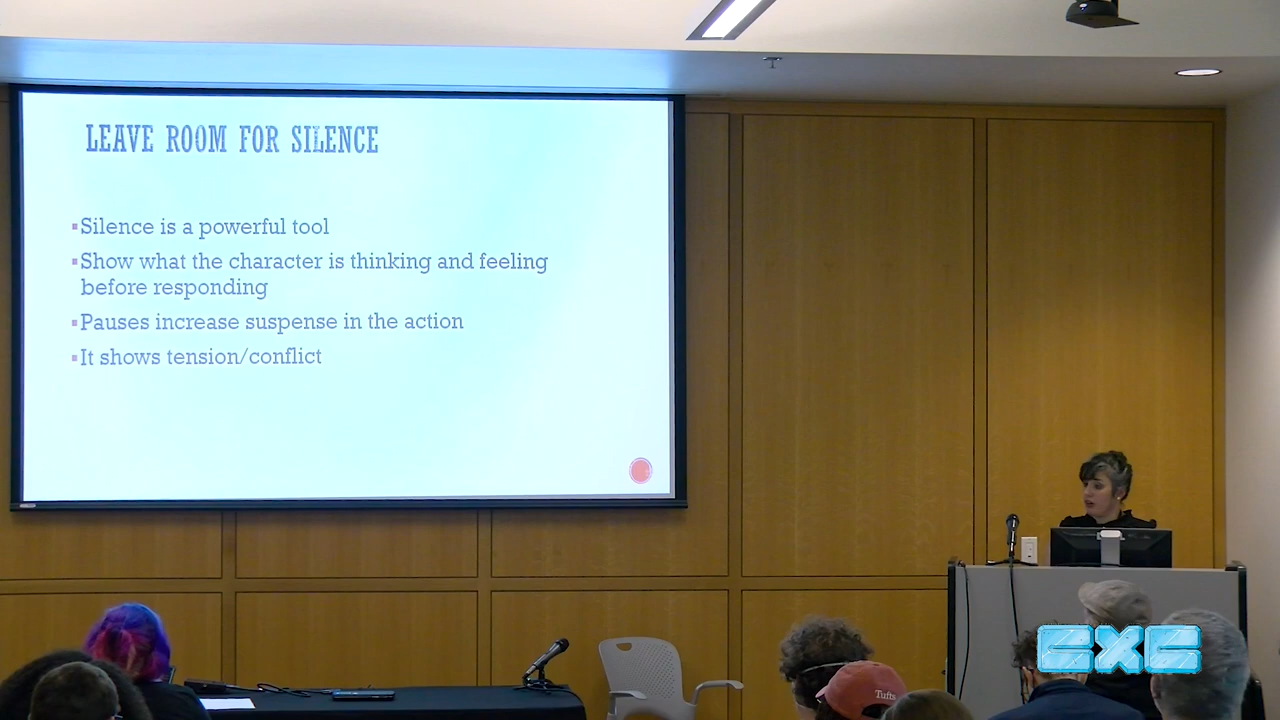 LEAVE ROOM FOR SILENCE
▪Silence is a powerful tool
▪Show what the character is thinking and feeling
before responding
▪Pauses increase suspense in the action
▪It shows tension/conflict
Tufts
CXC